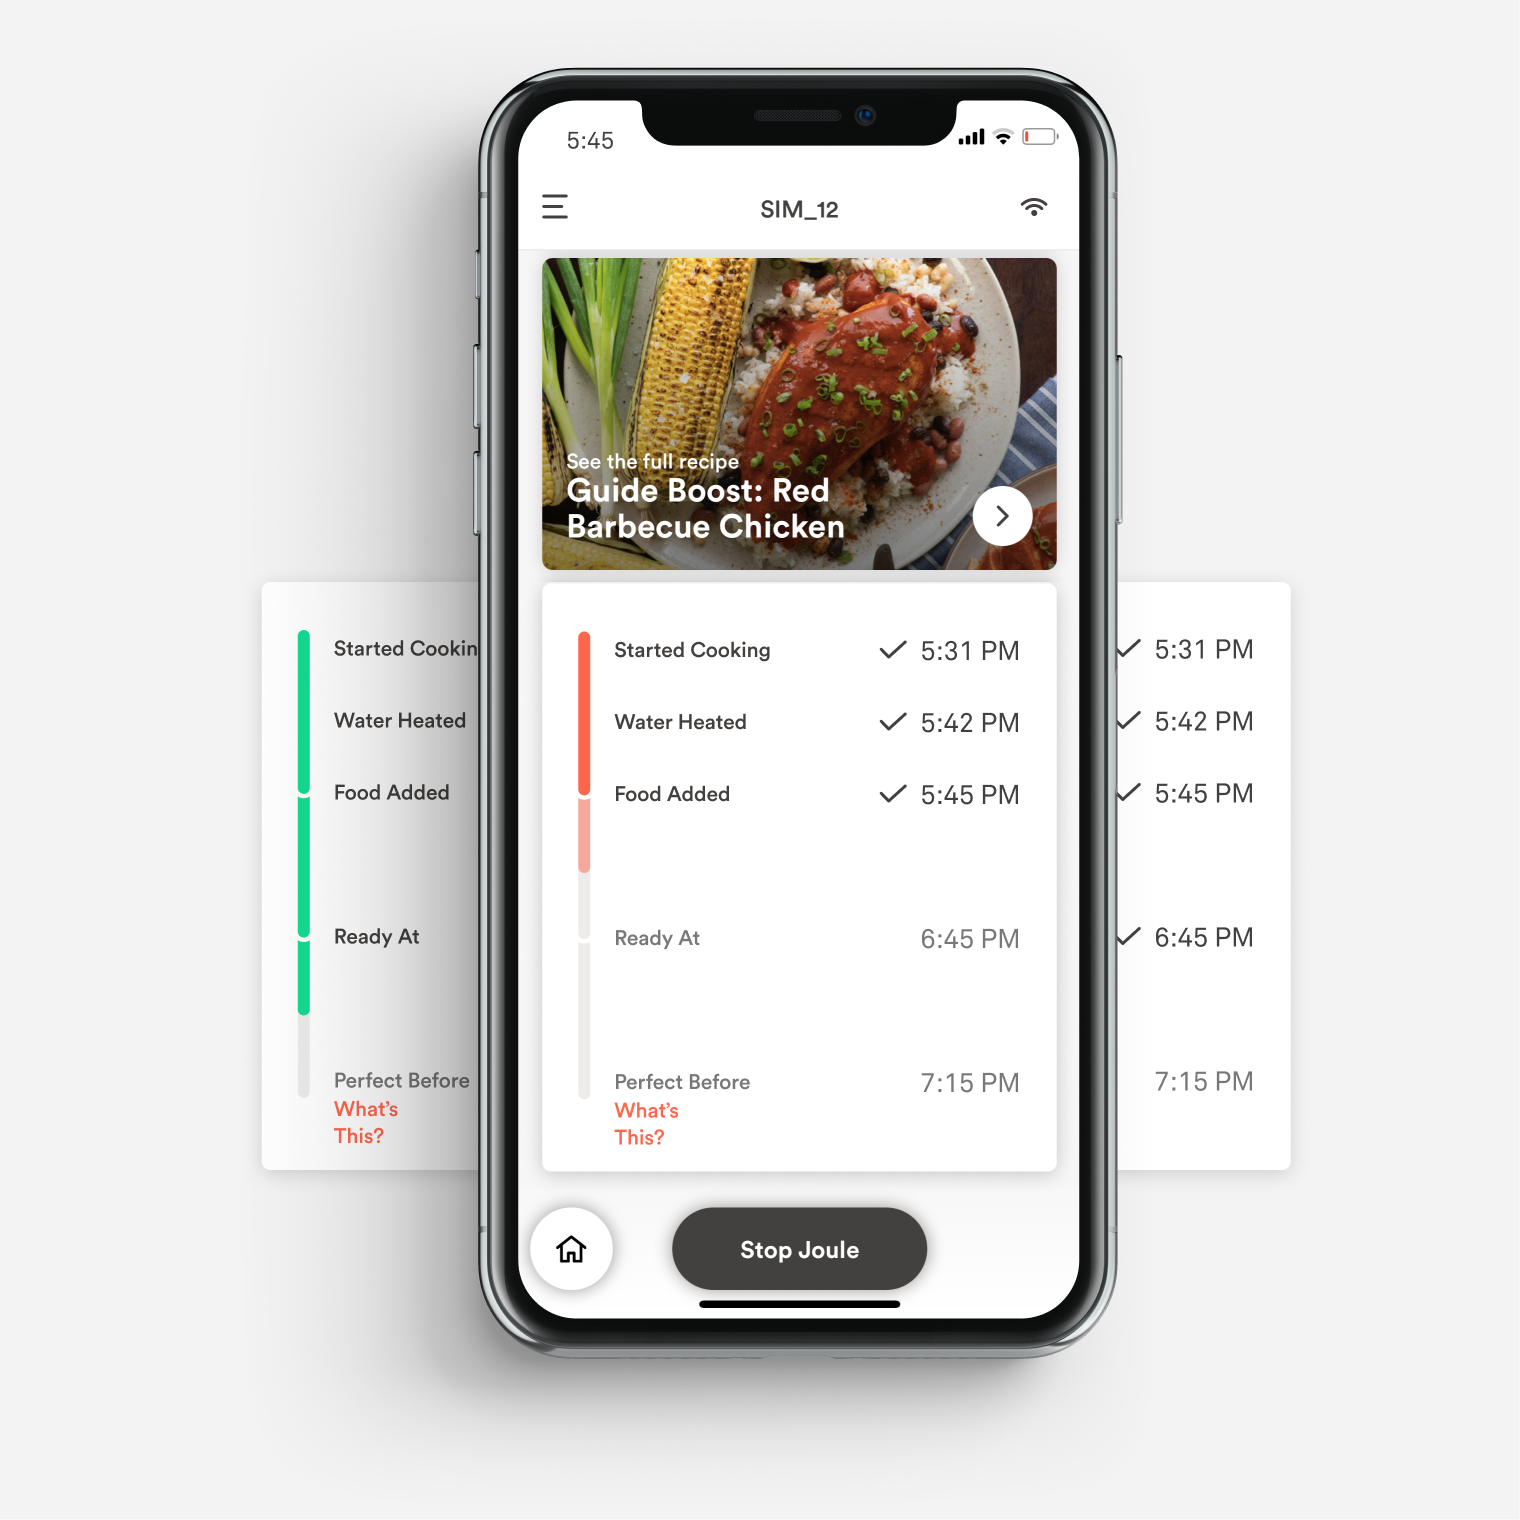 5:45
SIM_12
See the full recipe
Guide Boost: Red
Barbecue Chicken
Started Cooking 5:31 PM
Water Heated 5:42 PM
Food Added 5:45 PM
Ready At 6:45 PM
Perfect Before 7:15 PM
What's
This?
Stop Joule
Started Cookin 5:31 PM
Water Heated 5:42 PM
Food Added 5:45 PM
Ready At 6:45 PM
Perfect Before 7:15 PM
What's
This?